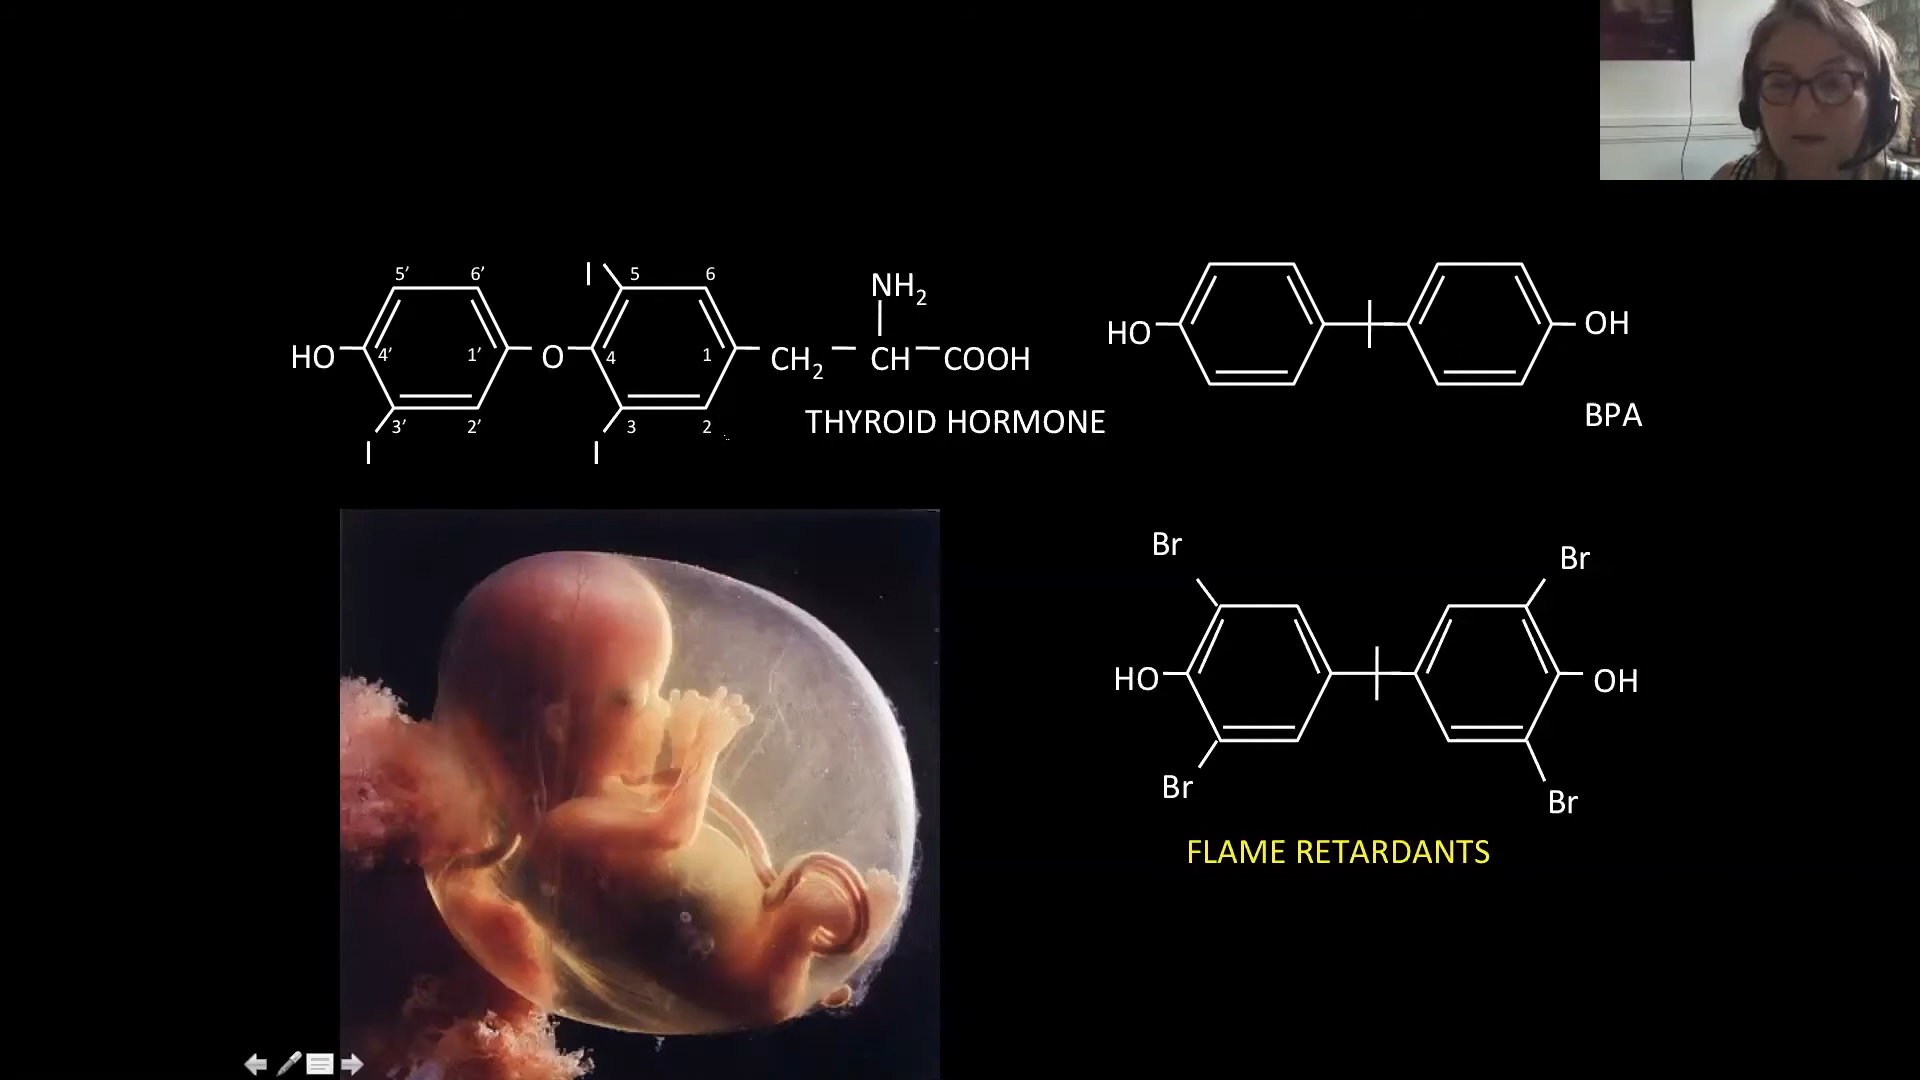 5’ 6’
I 5 6
NH2
HO 4’ 1’ O 4 1 CH2 CH COOH
3’ 2’ 3 2
I I
THYROID HORMONE
HO OH
BPA
Br Br
HO OH
Br Br
FLAME RETARDANTS